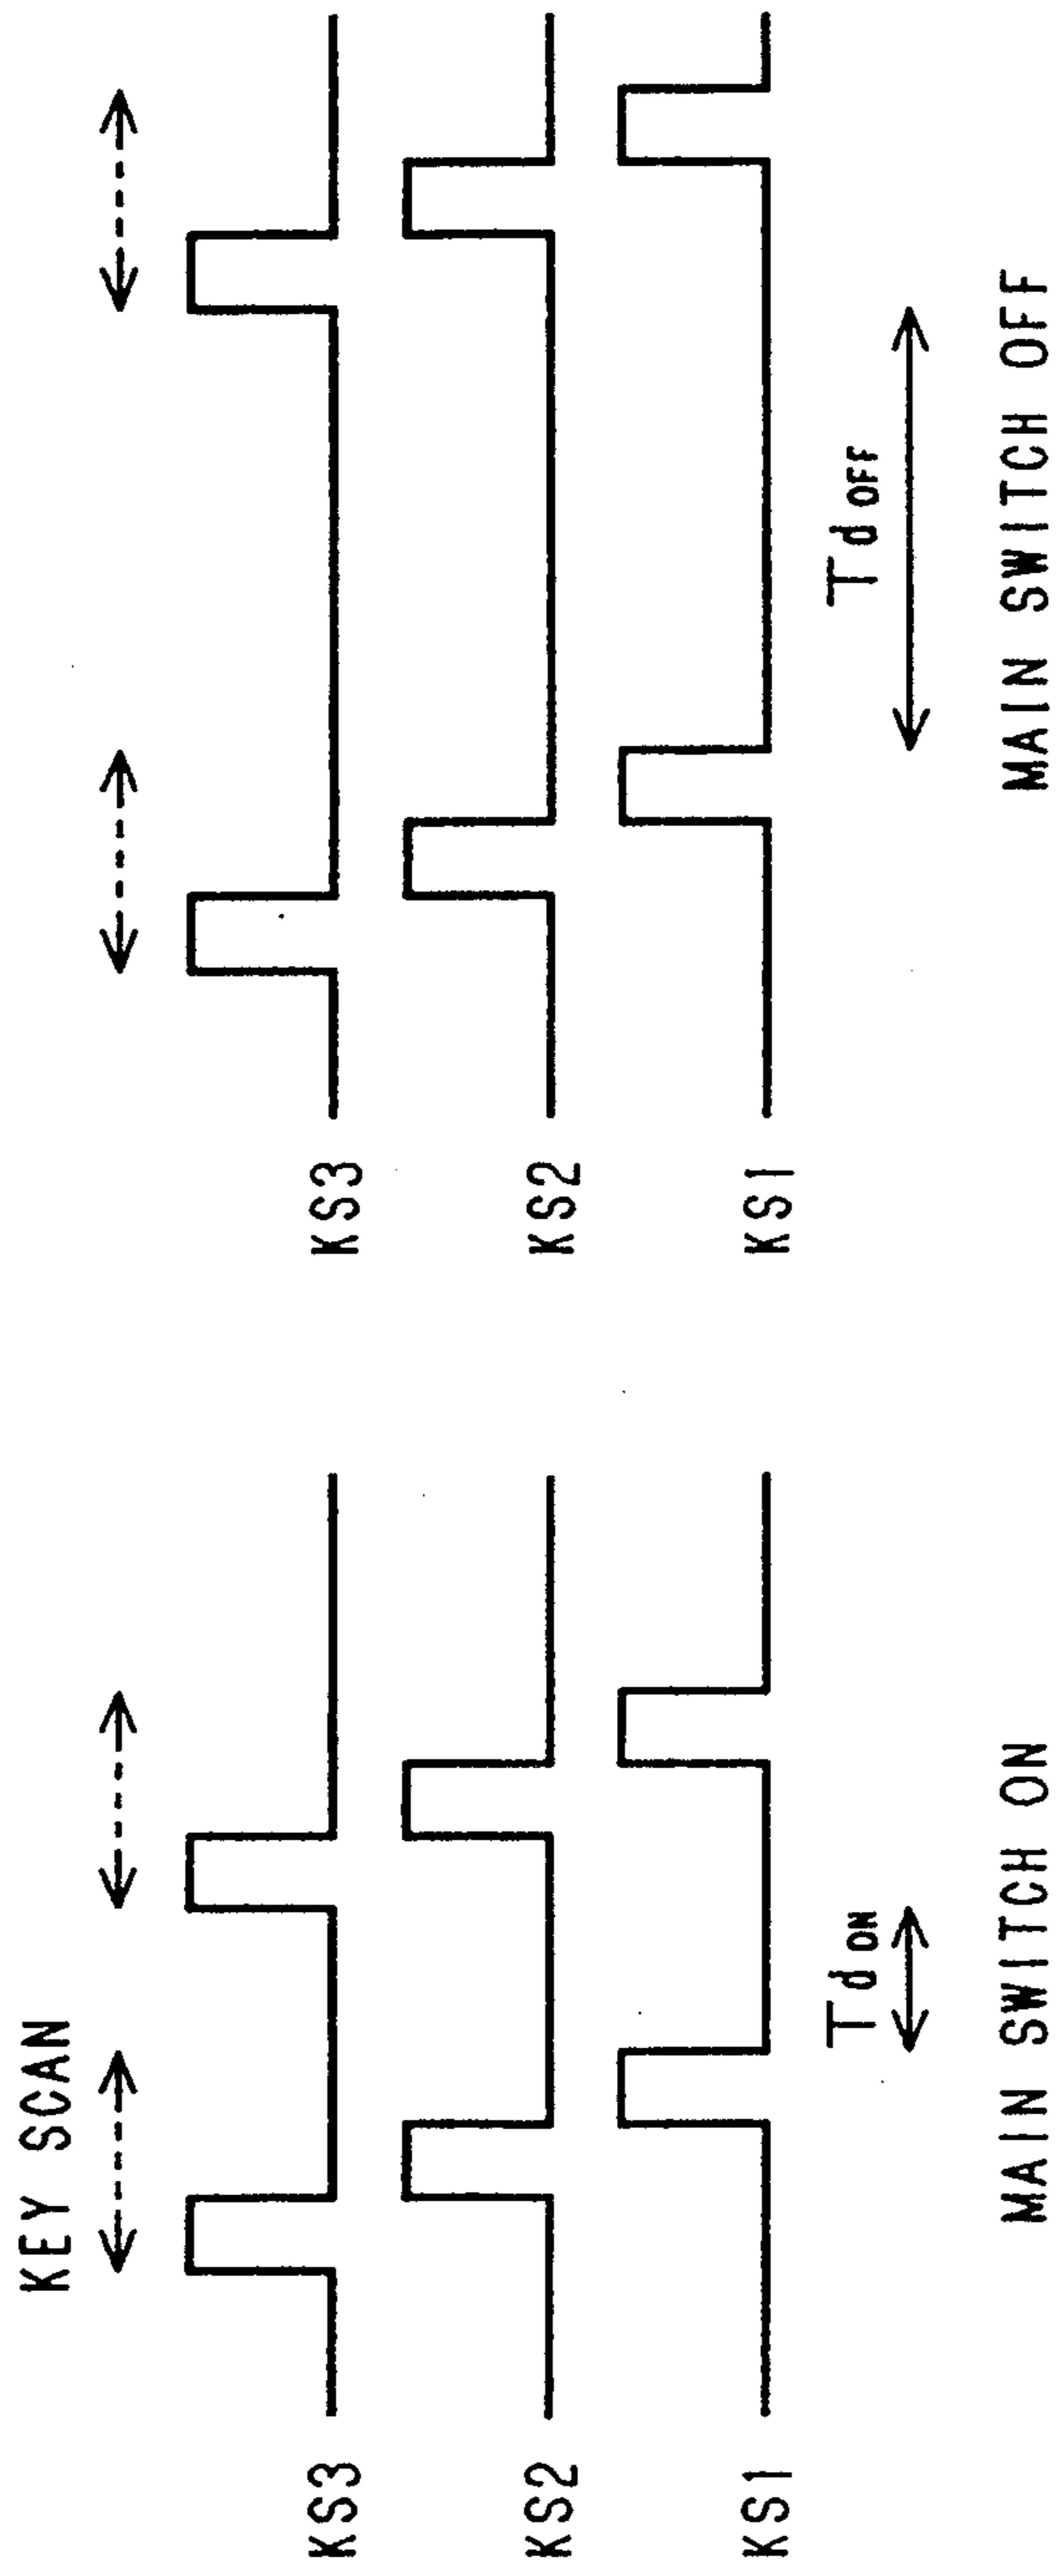 KEY SCAN
KS3
KS2
KS1
Td ON
MAIN SWITCH ON
KS3
KS2
KS1
Td OFF
MAIN SWITCH OFF